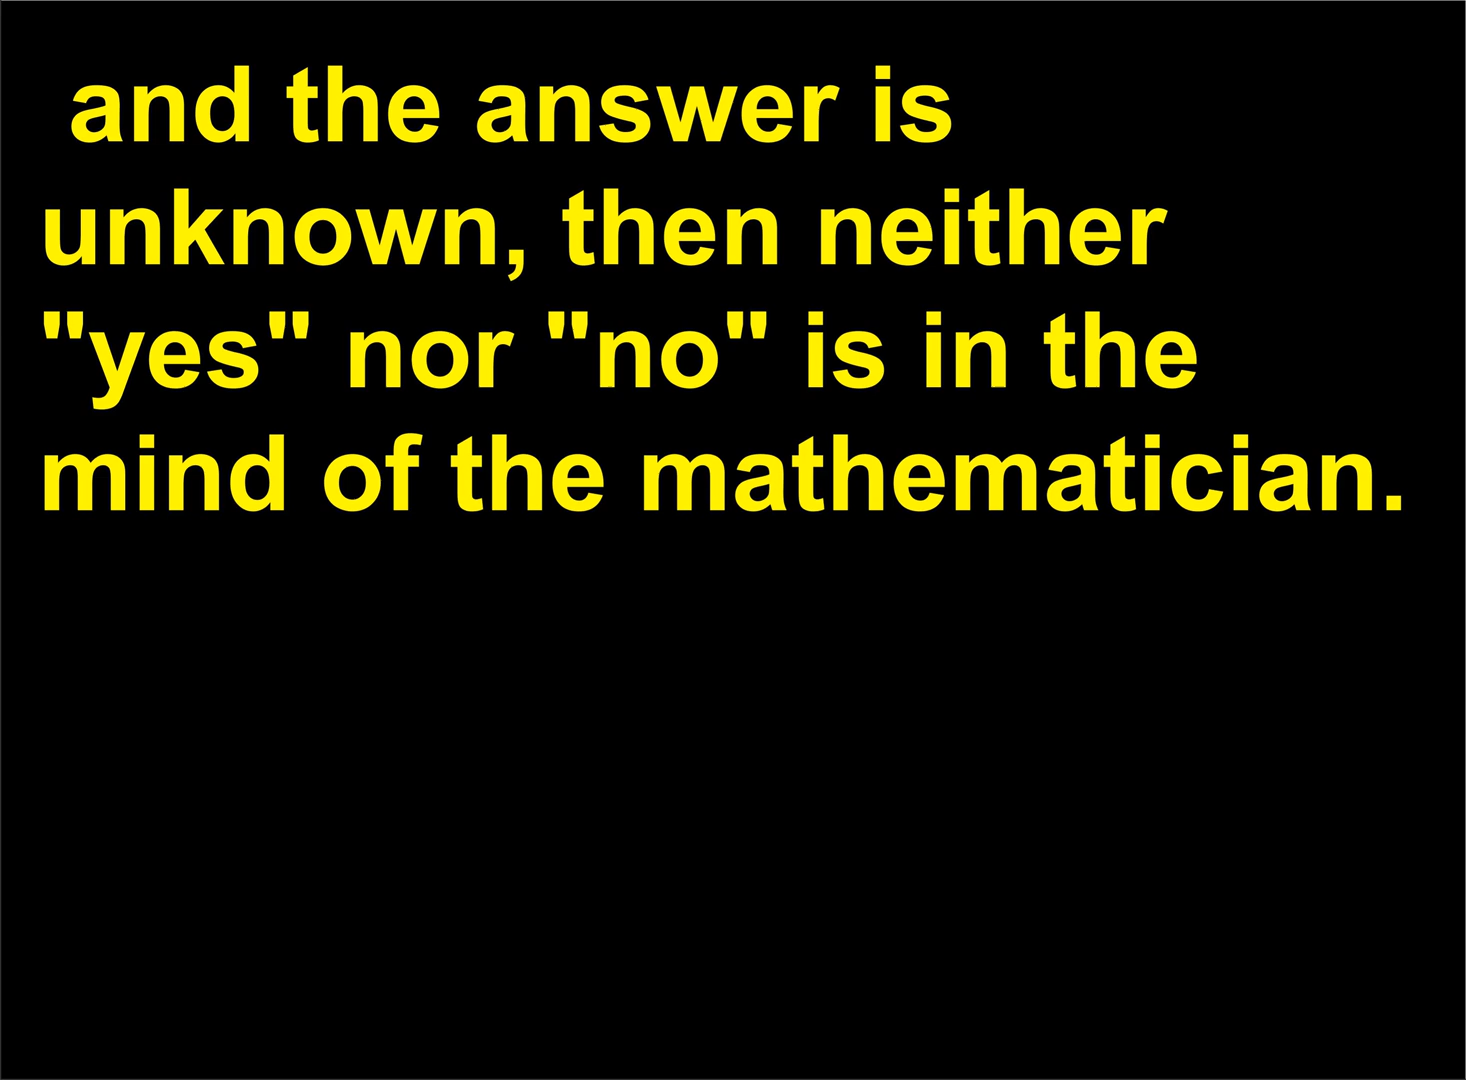 and the answer is
unknown, then neither
"yes" nor "no" is in the
mind of the mathematician.